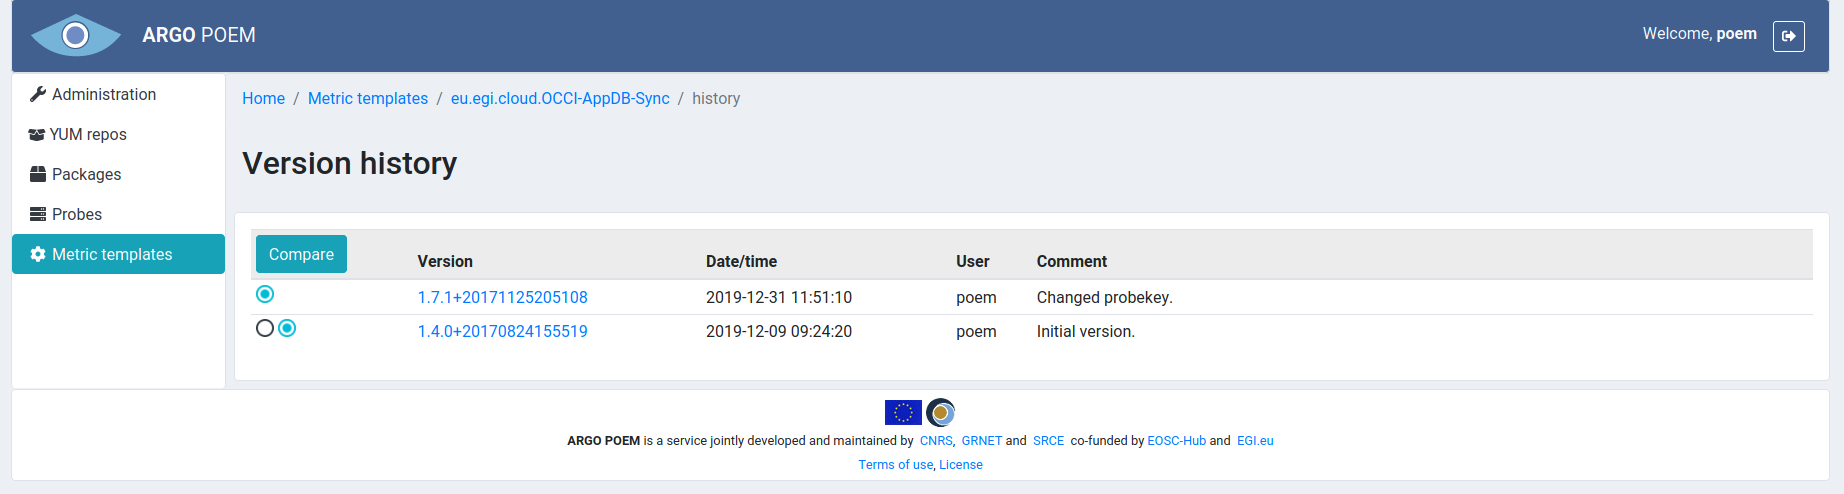 ARGO POEM
Welcome, poem
Administration
YUM repos
Packages
Probes
Metric templates
Home / Metric templates / eu.egi.cloud.OCCI-AppDB-Sync / history
Version history
Compare Version Date/time User Comment
1.7.1+20171125205108 2019-12-31 11:51:10 poem Changed probekey.
1.4.0+20170824155519 2019-12-09 09:24:20 poem Initial version.
ARGO POEM is a service jointly developed and maintained by CNRS, GRNET and SRCE co-funded by EOSC-Hub and EGI.eu
Terms of use, License